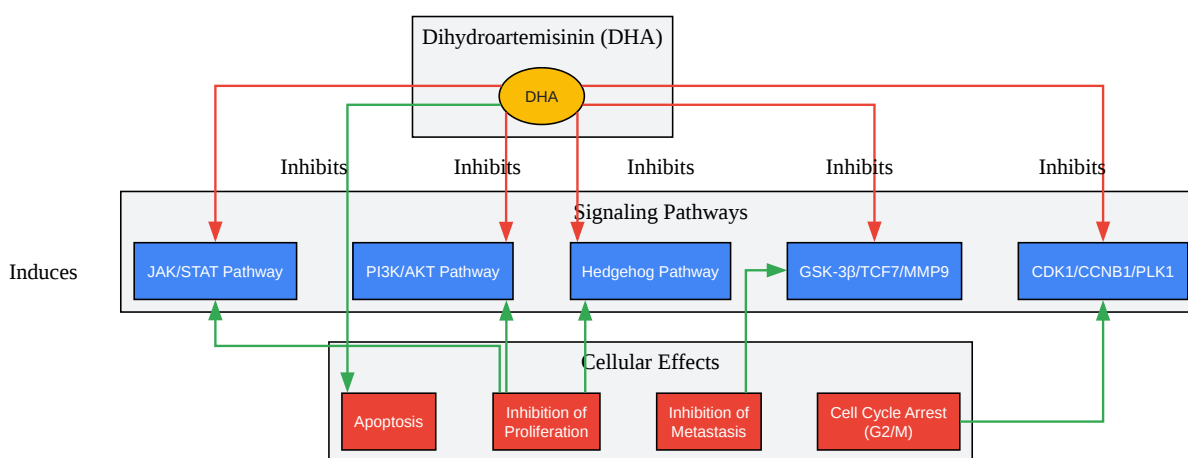 Dihydroartemisinin (DHA)
DHA
Inhibits
Inhibits
Inhibits
Inhibits
Inhibits
Signaling Pathways
Induces
JAK/STAT Pathway
PI3K/AKT Pathway
Hedgehog Pathway
GSK-3β/TCF7/MMP9
CDK1/CCNB1/PLK1
Cellular Effects
Apoptosis
Inhibition of
Proliferation
Inhibition of
Metastasis
Cell Cycle Arrest
(G2/M)